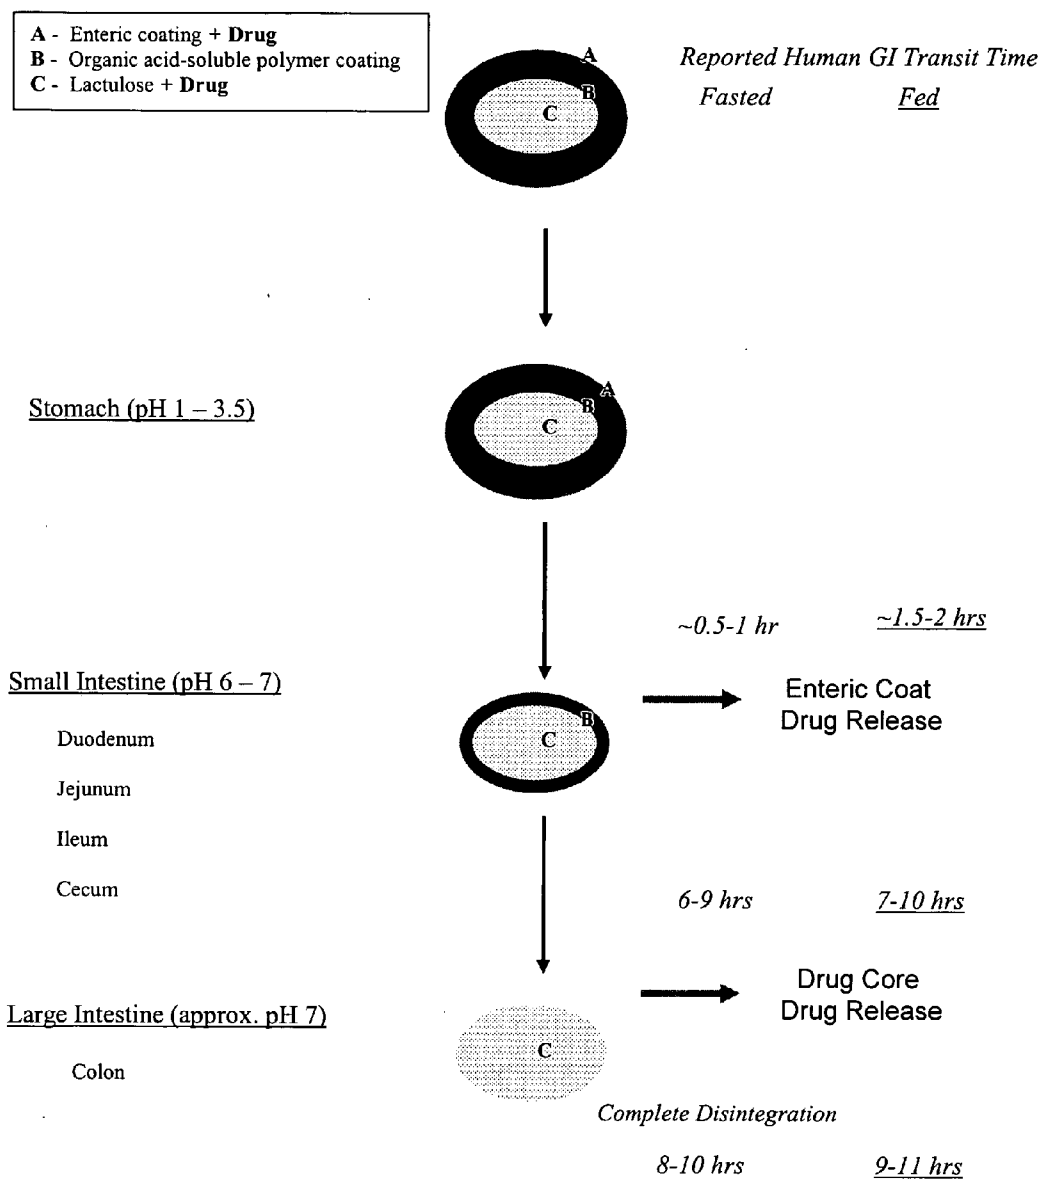 A - Enteric coating + Drug
B - Organic acid-soluble polymer coating
C - Lactulose + Drug
Reported Human GI Transit Time
Fasted Fed
A
B
C
Stomach (pH 1 – 3.5)
A
B
C
~0.5-1 hr ~1.5-2 hrs
Small Intestine (pH 6 – 7)
Duodenum
Jejunum
Ileum
Cecum
B
C
Enteric Coat
Drug Release
6-9 hrs 7-10 hrs
Large Intestine (approx. pH 7)
Colon
C
Drug Core
Drug Release
Complete Disintegration
8-10 hrs 9-11 hrs